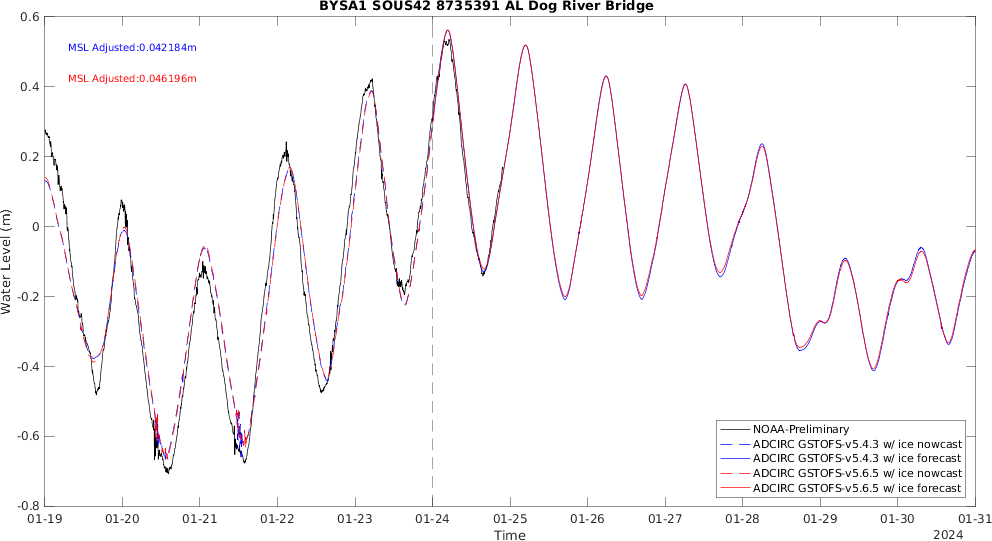 BYSA1 SOUS42 8735391 AL Dog River Bridge
MSL Adjusted:0.042184m
MSL Adjusted:0.046196m
Water Level (m)
0.6
0.4
0.2
0
-0.2
-0.4
-0.6
-0.8
NOAA-Preliminary
ADCIRC GSTOFS-v5.4.3 w/ ice nowcast
ADCIRC GSTOFS-v5.4.3 w/ ice forecast
ADCIRC GSTOFS-v5.6.5 w/ ice nowcast
ADCIRC GSTOFS-v5.6.5 w/ ice forecast
01-19 01-20 01-21 01-22 01-23 01-24 01-25 01-26 01-27 01-28 01-29 01-30 01-31
Time
2024